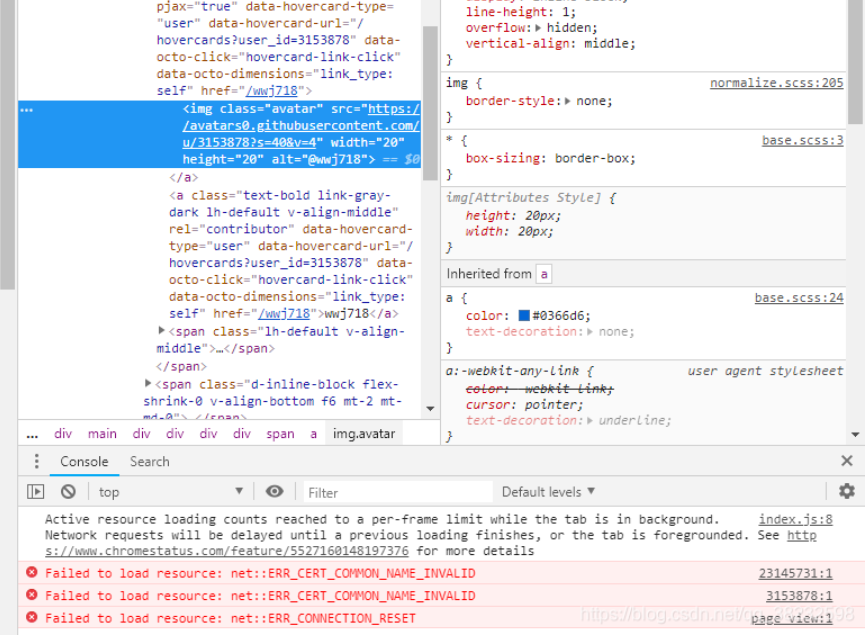 pjax="true" data-hovercard-type=
"user" data-hovercard-url="/
hovercards?user_id=3153878" data-
octo-click="hovercard-link-click"
data-octo-dimensions="link_type:
self" href="/wwj718">
… <img class="avatar" src="https:/
/avatars0.githubusercontent.com/
u/3153878?s=40&v=4" width="20"
height="20" alt="@wwj718"> == $0
</a>
<a class="text-bold link-gray-
dark lh-default v-align-middle"
rel="contributor" data-hovercard-
type="user" data-hovercard-url="/
hovercards?user_id=3153878" data-
octo-click="hovercard-link-click"
data-octo-dimensions="link_type:
self" href="/wwj718">wwj718</a>
▶<span class="lh-default v-align-
middle">…</span>
</span>
▶<span class="d-inline-block flex-
shrink-0 v-align-bottom f6 mt-2 mt-
md-0">…</span>
… div main div div div div span a img.avatar
line-height: 1;
overflow:▶ hidden;
vertical-align: middle;
}
img { normalize.scss:205
border-style:▶ none;
}
* { base.scss:3
box-sizing: border-box;
}
img[Attributes Style] {
height: 20px;
width: 20px;
}
Inherited from a
a { base.scss:24
color: #0366d6;
text-decoration:▶ none;
}
a:-webkit-any-link { user agent stylesheet
color: -webkit-link;
cursor: pointer;
text-decoration:▶ underline;
}
Console Search
top ▼ Filter Default levels ▼
Active resource loading counts reached to a per-frame limit while the tab is in background. index.js:8
Network requests will be delayed until a previous loading finishes, or the tab is foregrounded. See http
s://www.chromestatus.com/feature/5527160148197376 for more details
Failed to load resource: net::ERR_CERT_COMMON_NAME_INVALID 23145731:1
Failed to load resource: net::ERR_CERT_COMMON_NAME_INVALID 3153878:1
Failed to load resource: net::ERR_CONNECTION_RESET page_view:1